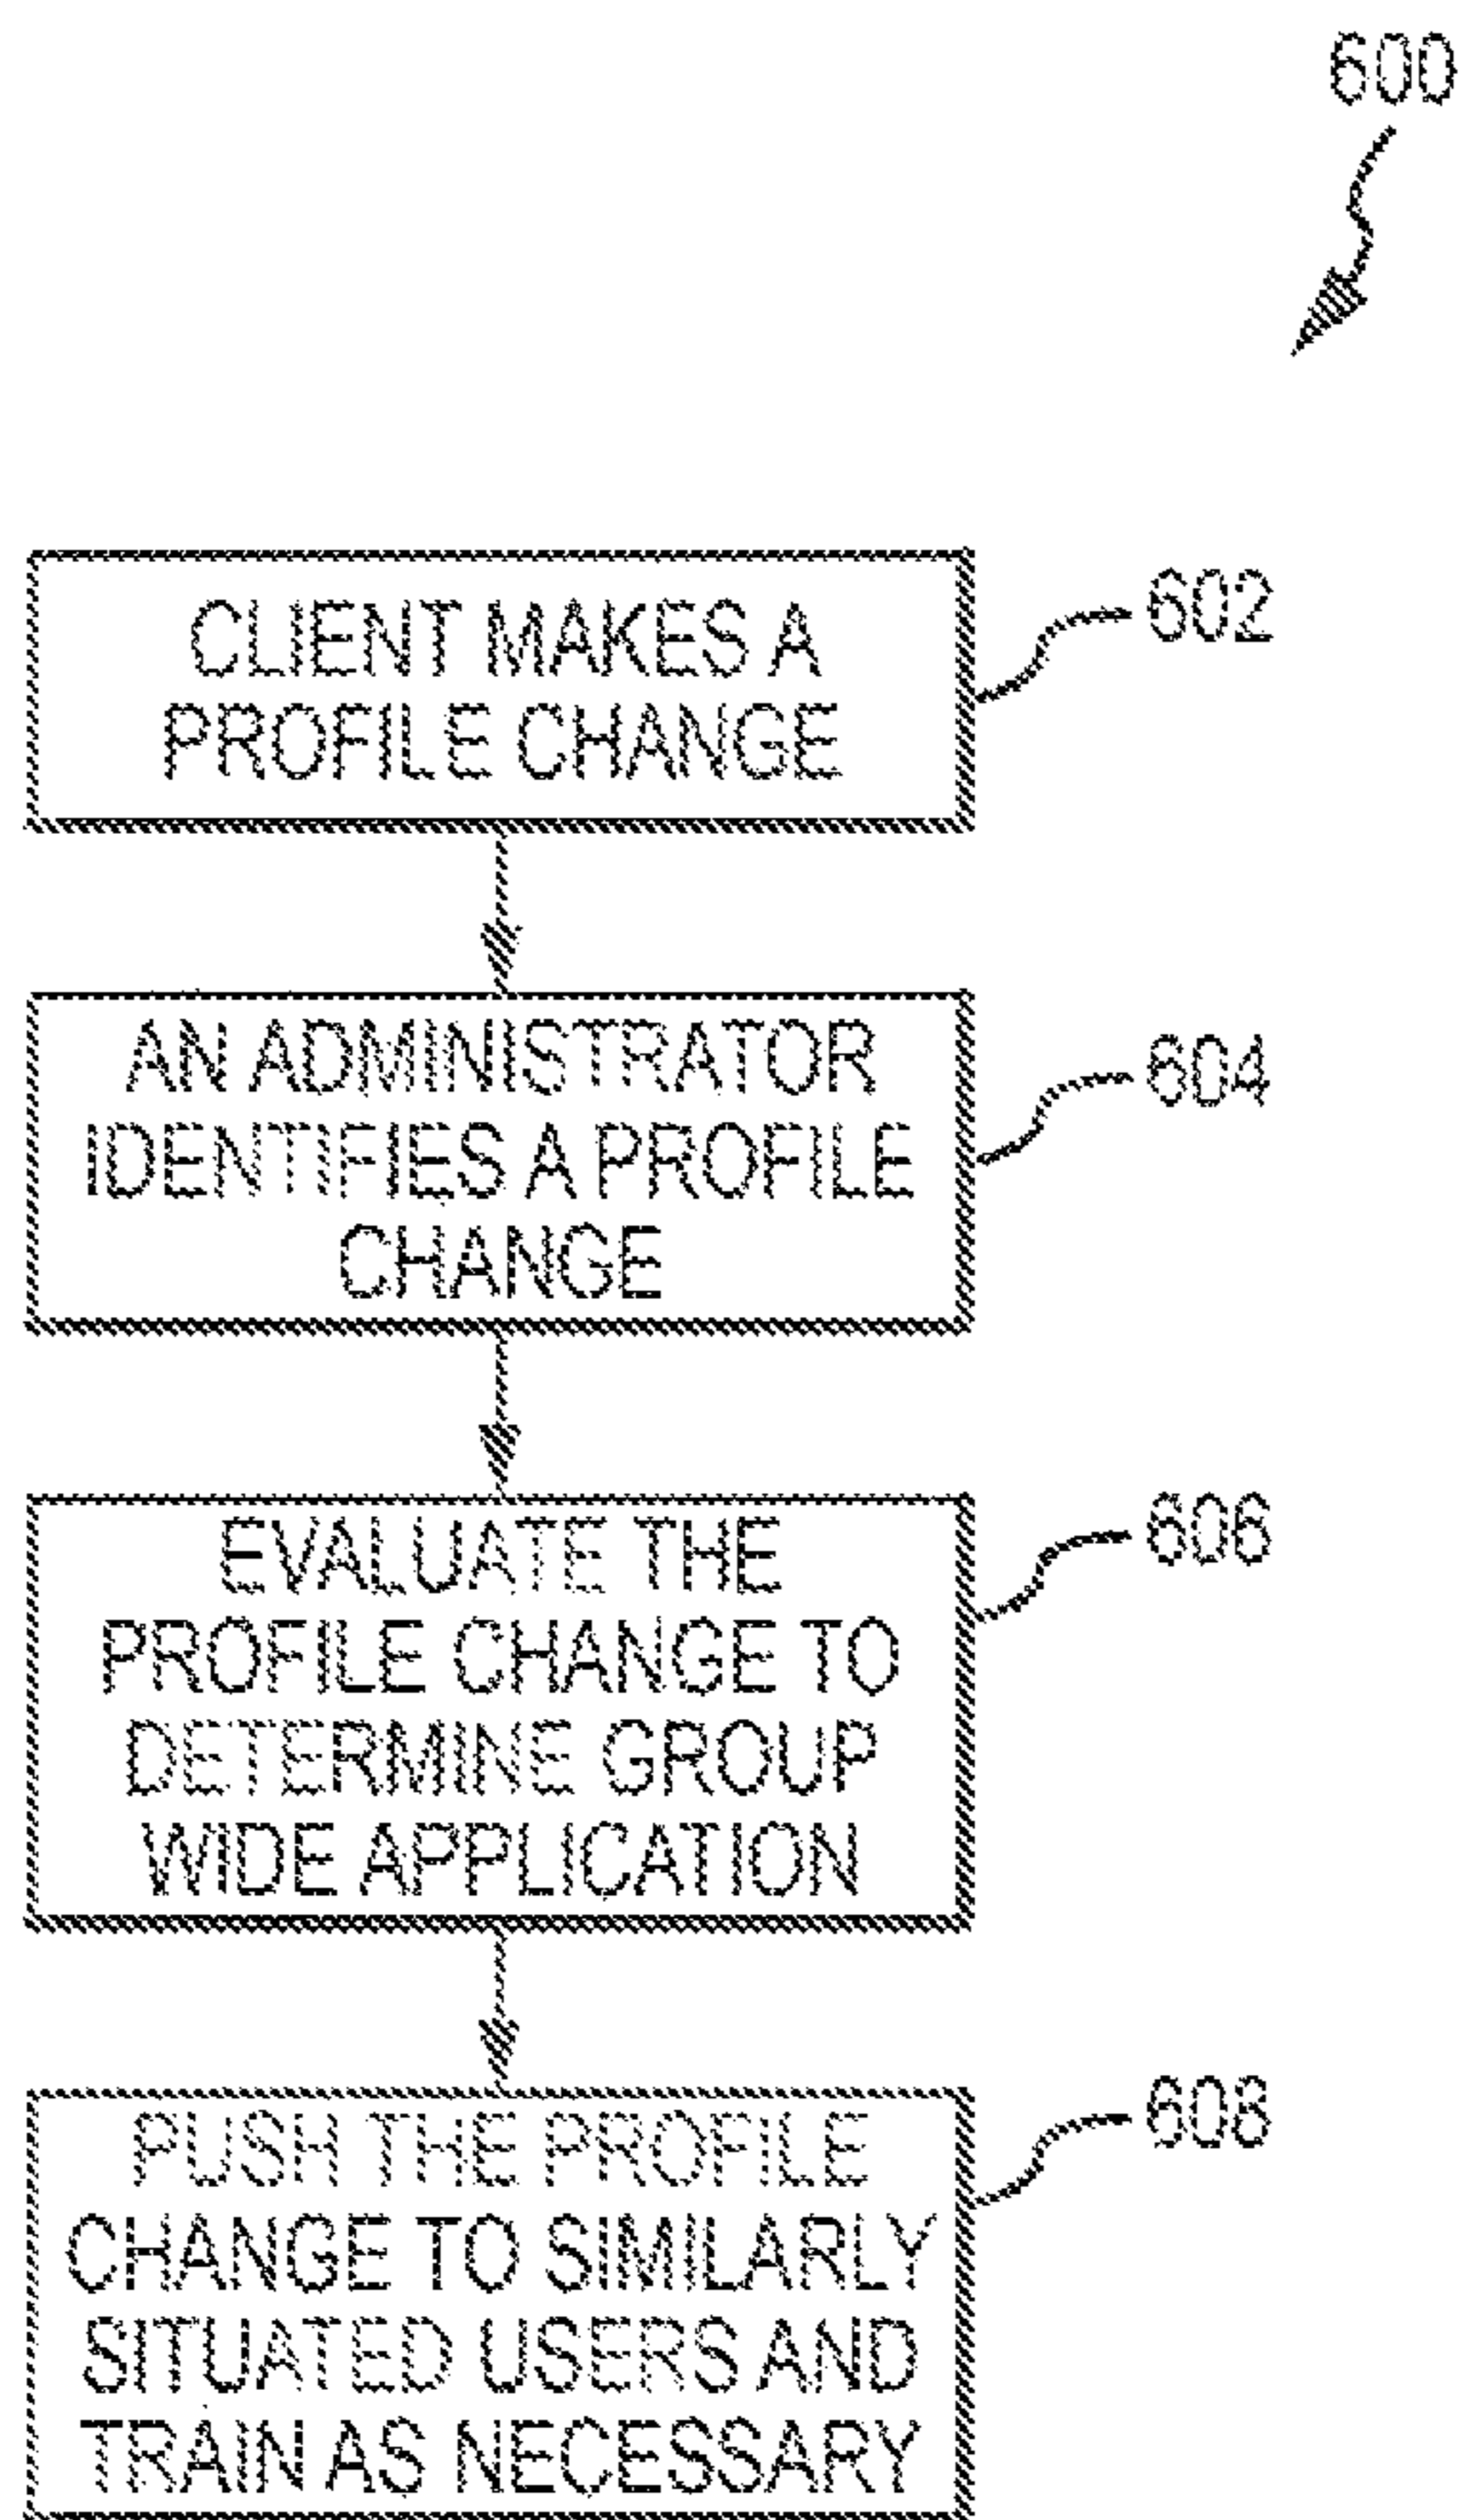 600
CLIENT MAKES A
PROFILE CHANGE
602
AN ADMINISTRATOR
IDENTIFIES A PROFILE
CHANGE
604
EVALUATE THE
PROFILE CHANGE TO
DETERMINE GROUP
WIDE APPLICATION
606
PUSH THE PROFILE
CHANGE TO SIMILARLY
SITUATED USERS AND
TRAIN AS NECESSARY
608